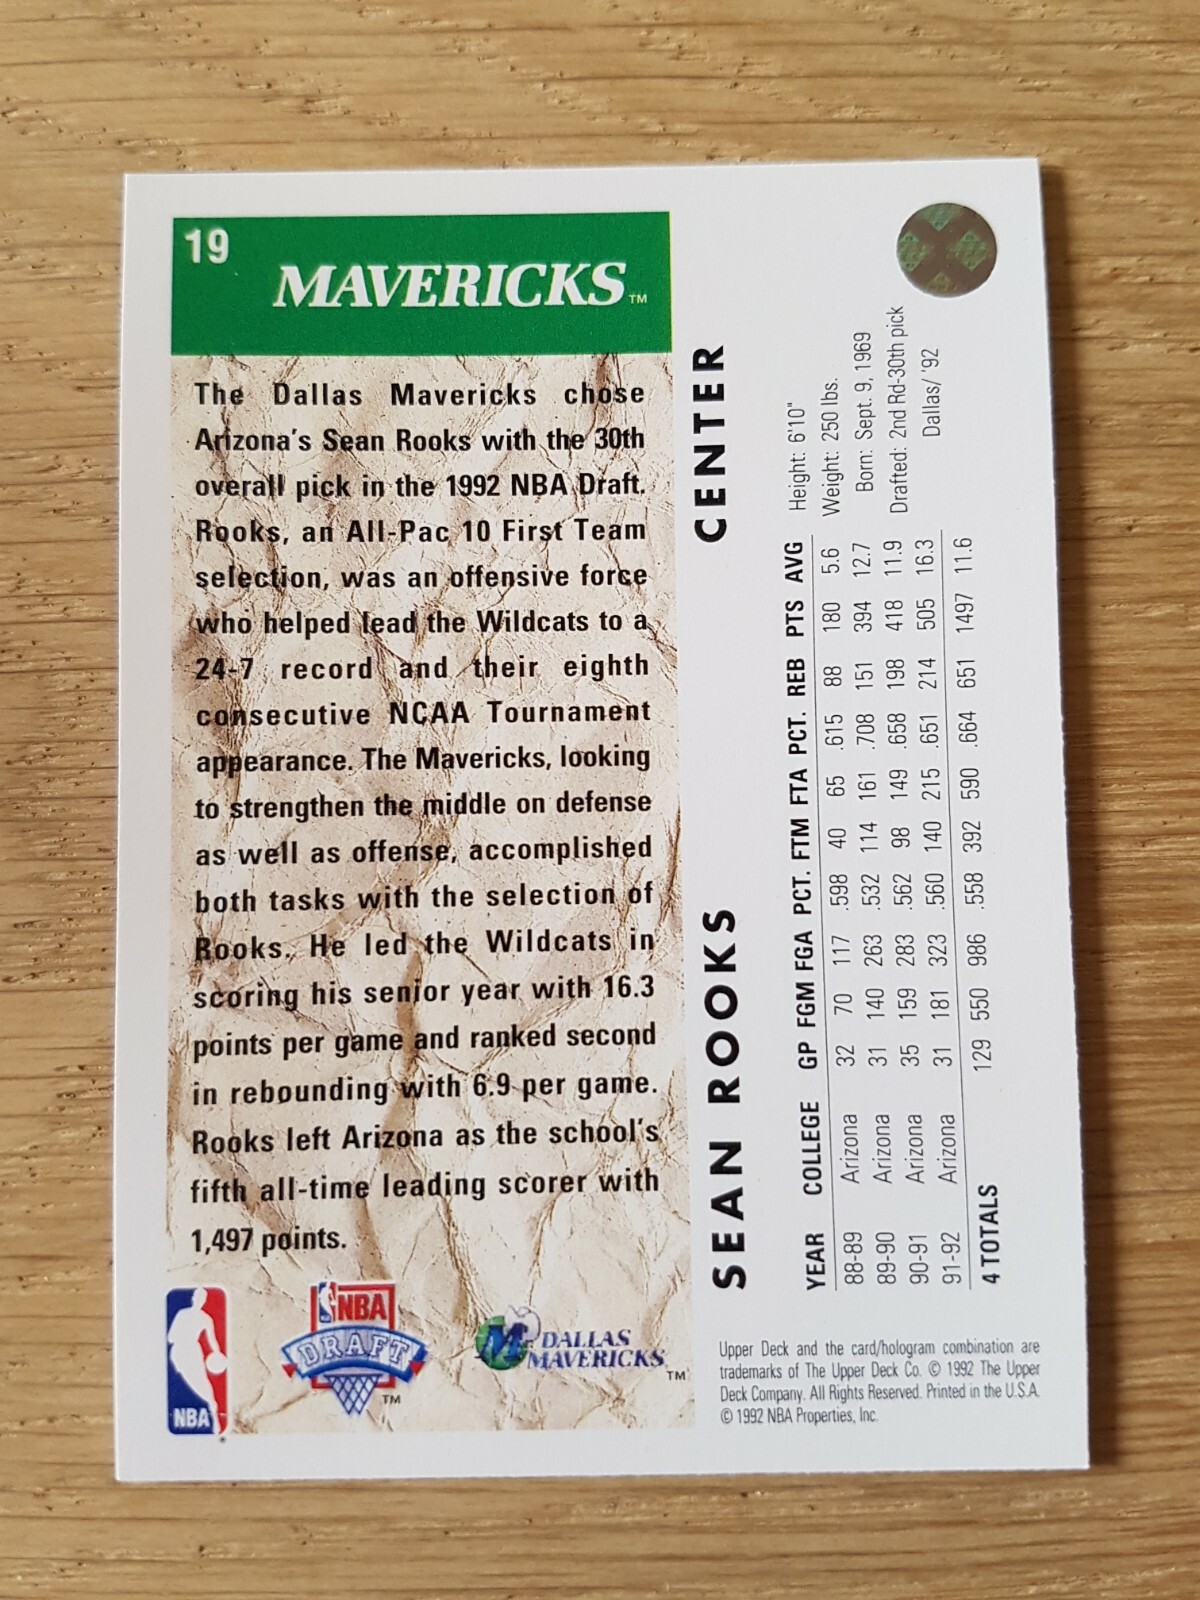 19
MAVERICKS™
The Dallas Mavericks chose
Arizona's Sean Rooks with the 30th
overall pick in the 1992 NBA Draft.
Rooks, an All-Pac 10 First Team
selection, was an offensive force
who helped lead the Wildcats to a
24-7 record and their eighth
consecutive NCAA Tournament
appearance. The Mavericks, looking
to strengthen the middle on defense
as well as offense, accomplished
both tasks with the selection of
Rooks. He led the Wildcats in
scoring his senior year with 16.3
points per game and ranked second
in rebounding with 6.9 per game.
Rooks left Arizona as the school's
fifth all-time leading scorer with
1,497 points.
NBA
NBA
DRAFT
™
M
DALLAS
MAVERICKS
™
SEAN ROOKS CENTER
Height: 6'10"
Weight: 250 lbs.
Born: Sept. 9, 1969
Drafted: 2nd Rd-30th pick
Dallas/ '92
YEAR COLLEGE GP FGM FGA PCT. FTM FTA PCT. REB PTS AVG
88-89 Arizona 32 70 117 .598 40 65 .615 88 180 5.6
89-90 Arizona 31 140 263 .532 114 161 .708 151 394 12.7
90-91 Arizona 35 159 283 .562 98 149 .658 198 418 11.9
91-92 Arizona 31 181 323 .560 140 215 .651 214 505 16.3
4 TOTALS 129 550 986 .558 392 590 .664 651 1497 11.6
Upper Deck and the card/hologram combination are
trademarks of The Upper Deck Co. © 1992 The Upper
Deck Company. All Rights Reserved. Printed in the U.S.A.
© 1992 NBA Properties, Inc.